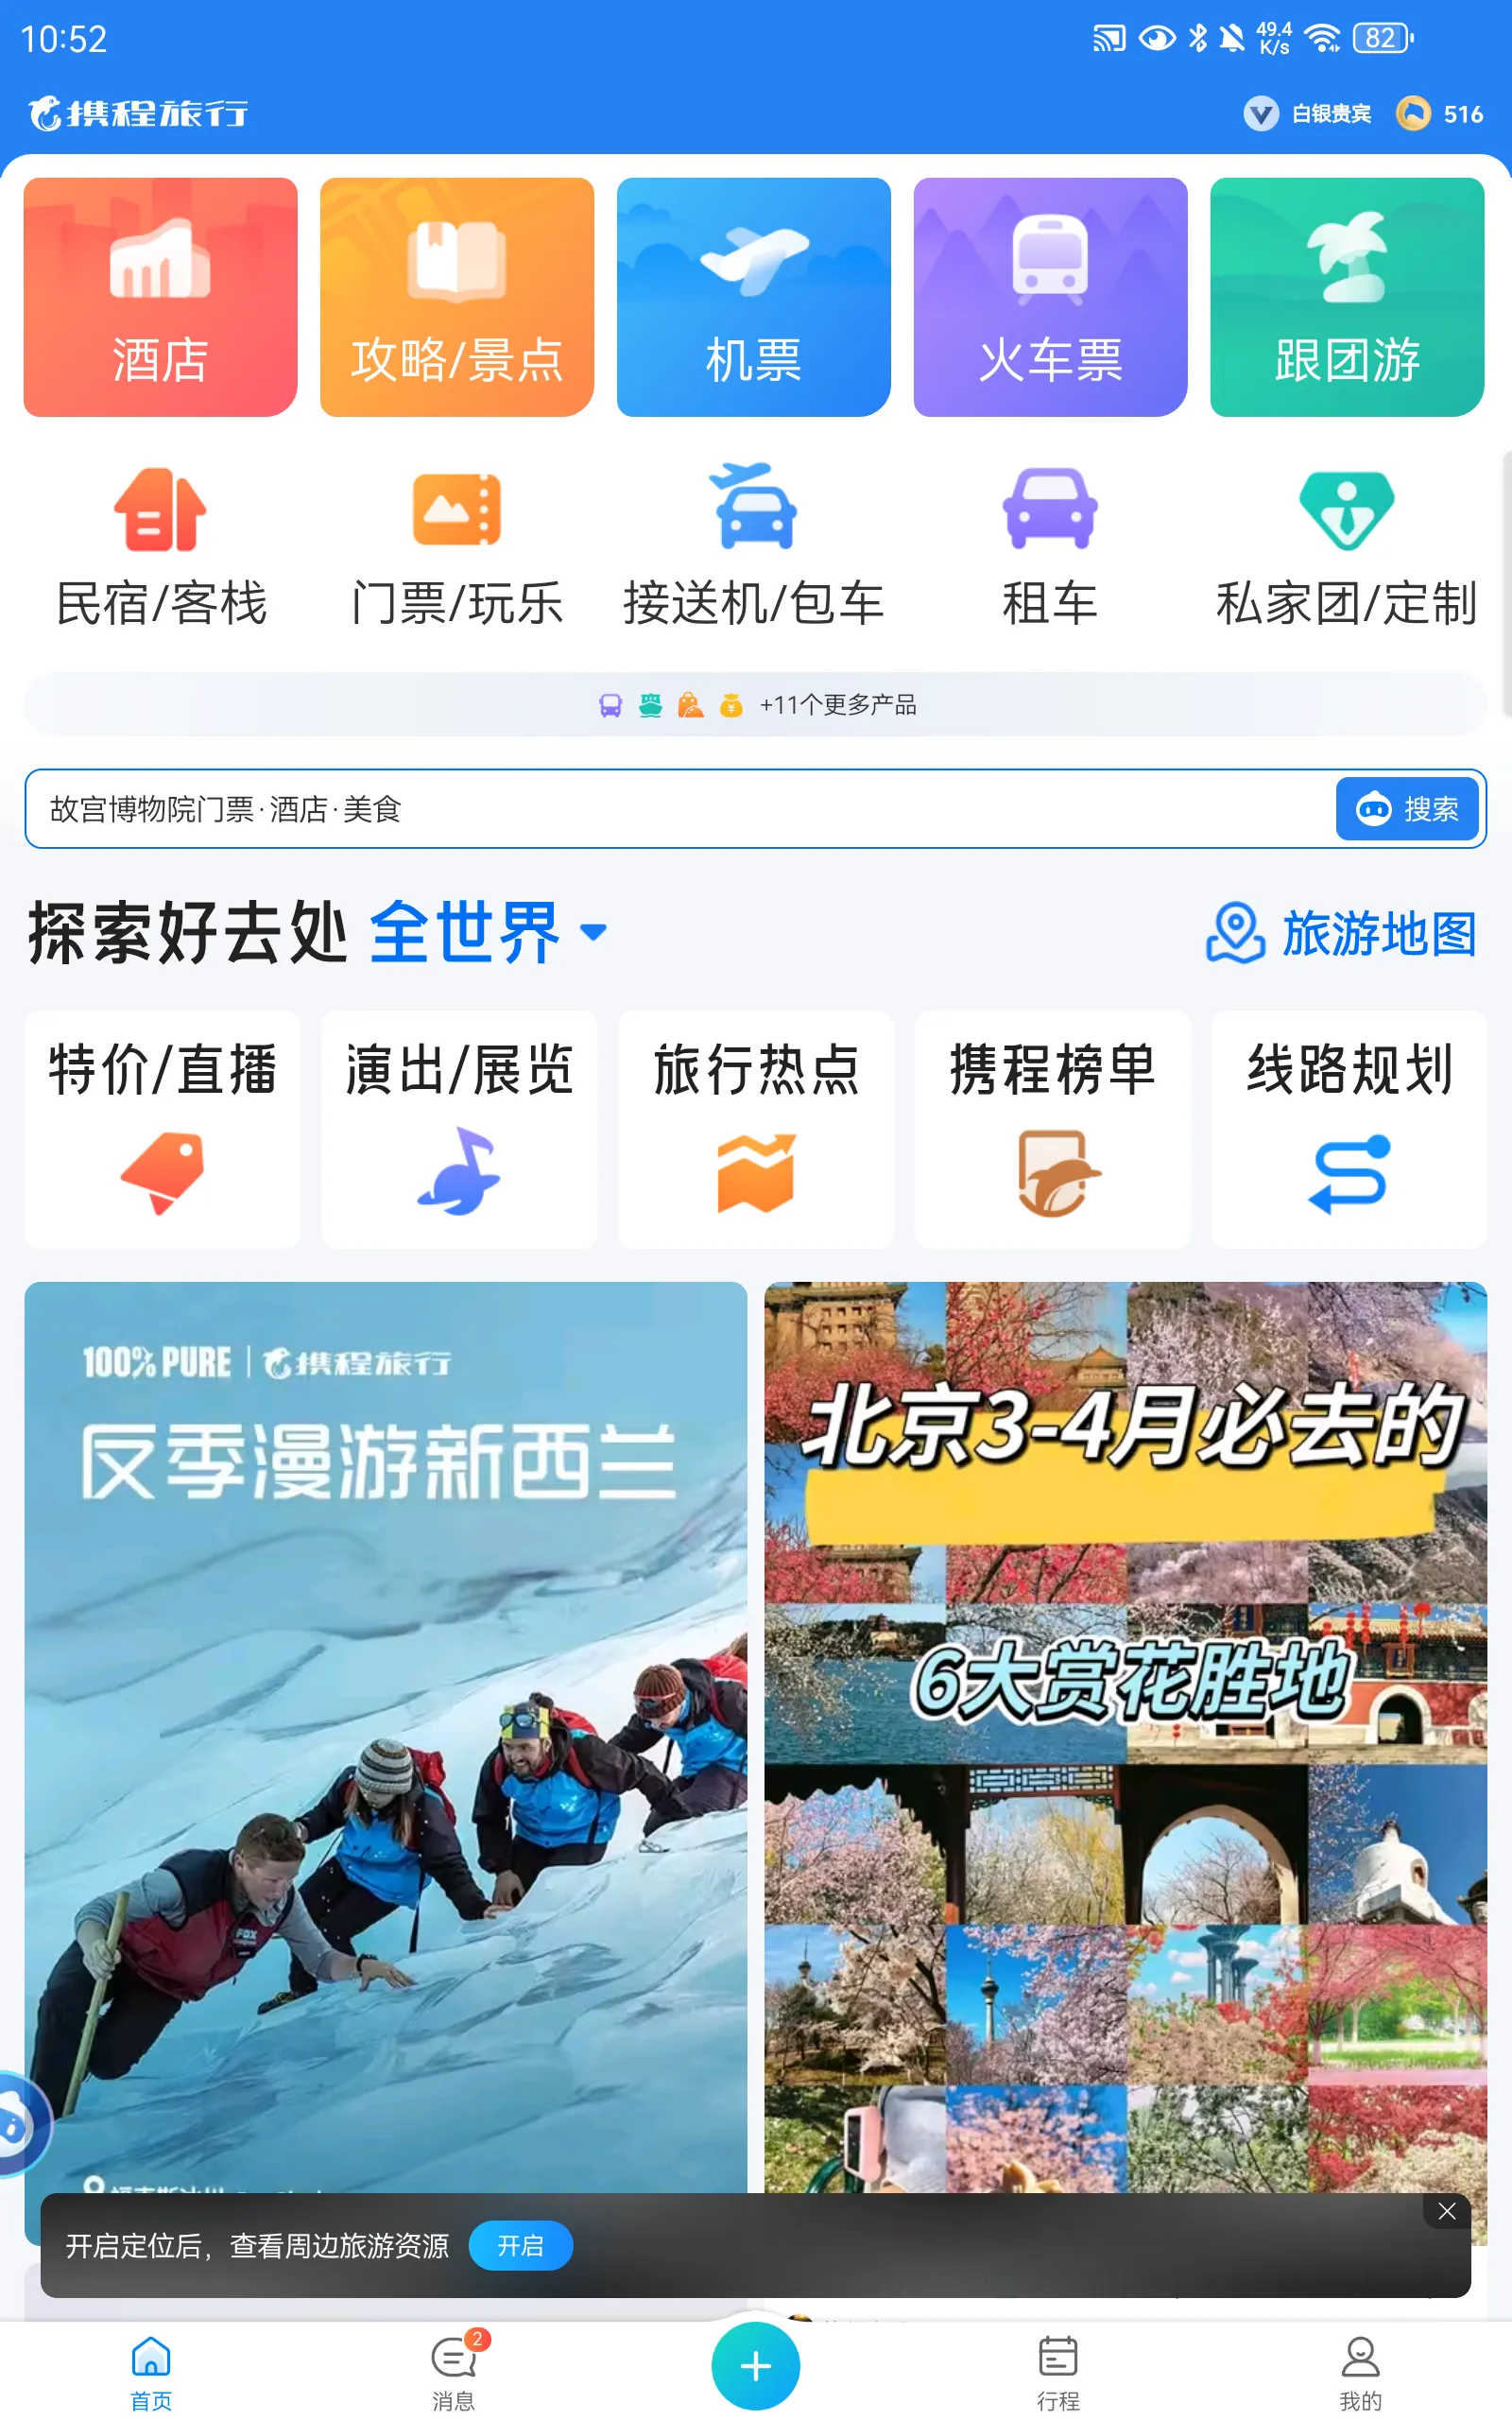 10:52
49.4
K/s
82
携程旅行
白银贵宾
516
酒店
攻略/景点
机票
火车票
跟团游
民宿/客栈
门票/玩乐
接送机/包车
租车
私家团/定制
+11个更多产品
故宫博物院门票·酒店·美食
搜索
探索好去处 全世界
旅游地图
特价/直播
演出/展览
旅行热点
携程榜单
线路规划
100% PURE | 携程旅行
反季漫游新西兰
FOX
北京3-4月必去的
6大赏花胜地
开启定位后，查看周边旅游资源
开启
首页
2
消息
行程
我的